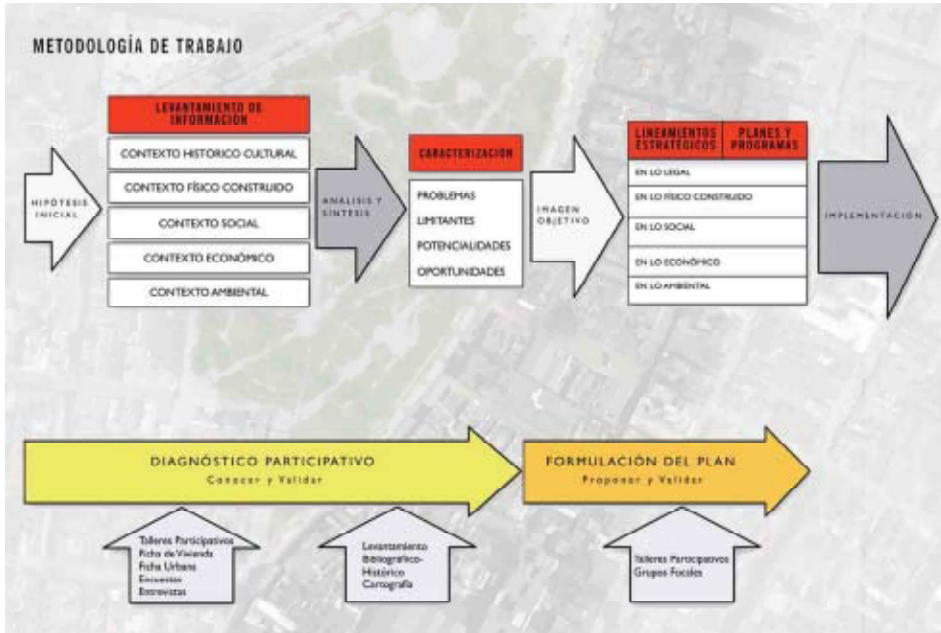 METODOLOGÍA DE TRABAJO
HIPÓTESIS
INICIAL
LEVANTAMIENTO DE
INFORMACIÓN
CONTEXTO HISTÓRICO CULTURAL
CONTEXTO FÍSICO CONSTRUIDO
CONTEXTO SOCIAL
CONTEXTO ECONÓMICO
CONTEXTO AMBIENTAL
ANÁLISIS Y
SÍNTESIS
CARACTERIZACIÓN
PROBLEMAS
LIMITANTES
POTENCIALIDADES
OPORTUNIDADES
IMAGEN
OBJETIVO
LINEAMIENTOS
ESTRATÉGICOS
PLANES Y
PROGRAMAS
EN LO LEGAL
EN LO FÍSICO CONSTRUIDO
EN LO SOCIAL
EN LO ECONÓMICO
EN LO AMBIENTAL
IMPLEMENTACIÓN
DIAGNÓSTICO PARTICIPATIVO
Conocer y Validar
FORMULACIÓN DEL PLAN
Proponer y Validar
Talleres Participativos
Ficha de Vivienda
Ficha Urbana
Encuestas
Entrevistas
Levantamiento
Bibliográfico-
Histórico
Cartografía
Talleres Participativos
Grupos Focales